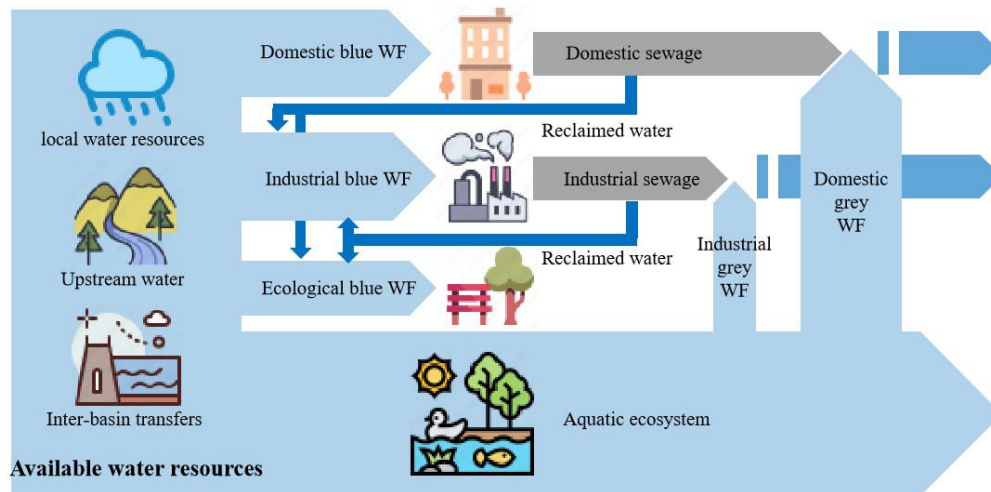 Domestic blue WF
Domestic sewage
local water resources
Reclaimed water
Industrial blue WF
Industrial sewage
Domestic
grey
WF
Industrial
grey
WF
Upstream water
Reclaimed water
Ecological blue WF
Inter-basin transfers
Aquatic ecosystem
Available water resources